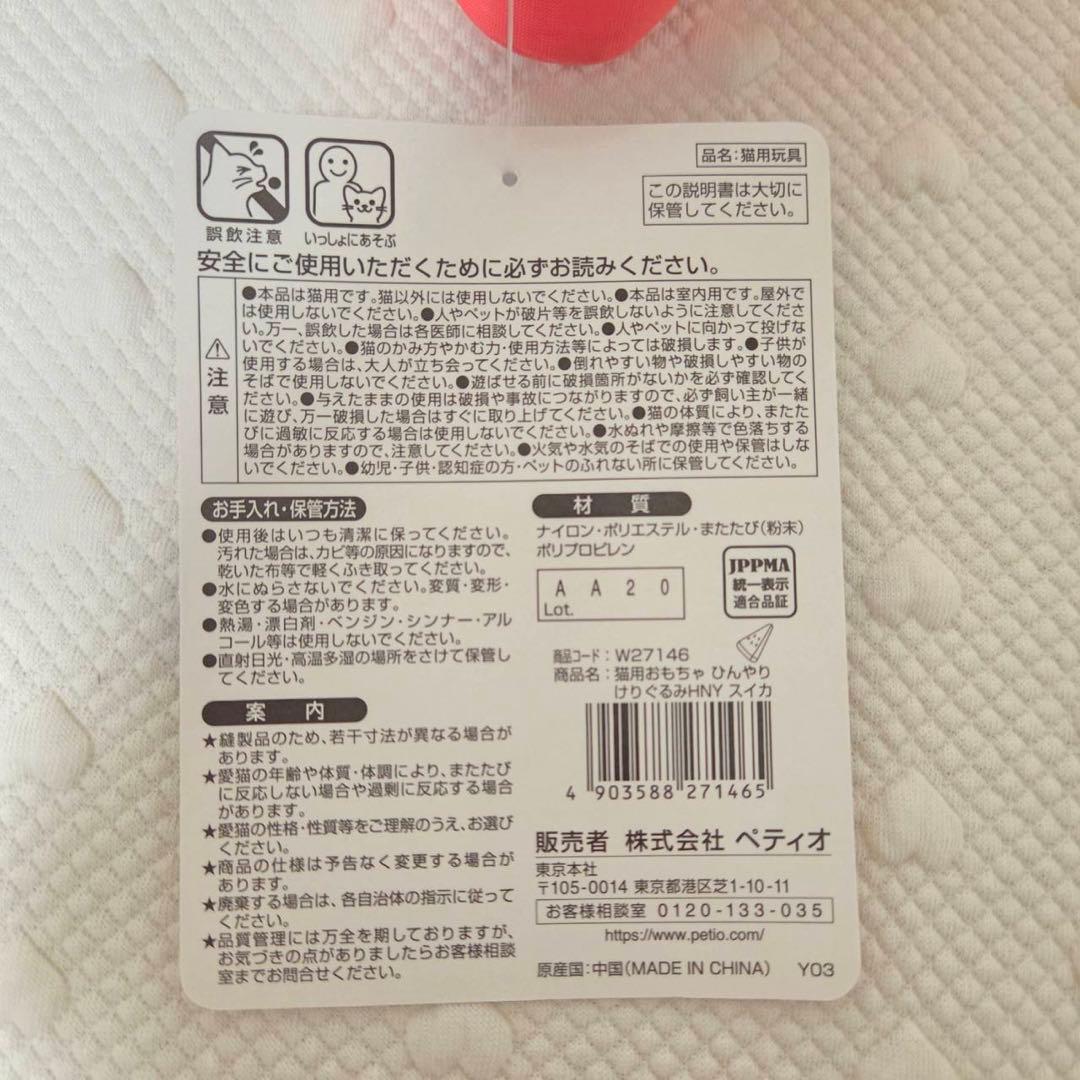 誤飲注意
いっしょにあそぶ
品名:猫用玩具
この説明書は大切に
保管してください。
安全にご使用いただくために必ずお読みください。
注意
●本品は猫用です。猫以外には使用しないでください。●本品は室内用です。屋外で
は使用しないでください。●人やペットが破片等を誤飲しないように注意してくださ
い。万一、誤飲した場合は各医師に相談してください。●人やペットに向かって投げな
いでください。●猫のかみ方やかむ力・使用方法等によっては破損します。●子供が
使用する場合は、大人が立ち会ってください。●倒れやすい物や破損しやすい物の
そばで使用しないでください。●遊ばせる前に破損箇所がないかを必ず確認してく
ださい。●与えたままの使用は破損や事故につながりますので、必ず飼い主が一緒
に遊び、万一破損した場合はすぐに取り上げてください。●猫の体質により、またた
びに過敏に反応する場合は使用しないでください。●水ぬれや摩擦等で色落ちする
場合がありますので、注意してください。●火気や水気のそばでの使用や保管はしな
いでください。●幼児・子供・認知症の方・ペットのふれない所に保管してください。
お手入れ・保管方法
●使用後はいつも清潔に保ってください。
汚れた場合は、カビ等の原因になりますので、
乾いた布等で軽くふき取ってください。
●水にぬらさないでください。変質・変形・
変色する場合があります。
●熱湯・漂白剤・ベンジン・シンナー・アル
コール等は使用しないでください。
●直射日光・高温多湿の場所をさけて保管し
てください。
案 内
★縫製品のため、若干寸法が異なる場合が
あります。
★愛猫の年齢や体質・体調により、またたび
に反応しない場合や過剰に反応する場合
があります。
★愛猫の性格・性質等をご理解のうえ、お選び
ください。
★商品の仕様は予告なく変更する場合が
あります。
★廃棄する場合は、各自治体の指示に従って
ください。
★品質管理には万全を期しておりますが、
お気づきの点がありましたらお客様相談
室までお問合せください。
材 質
ナイロン・ポリエステル・またたび(粉末)
ポリプロピレン
A A 2 0
Lot.
JPPMA
統一表示
適合品証
商品コード:W27146
商品名:猫用おもちゃ ひんやり
けりぐるみHNY スイカ
4 903588 271465
販売者 株式会社 ペティオ
東京本社
〒105-0014 東京都港区芝1-10-11
お客様相談室 0120-133-035
https://www.petio.com/
原産国:中国(MADE IN CHINA) Y03